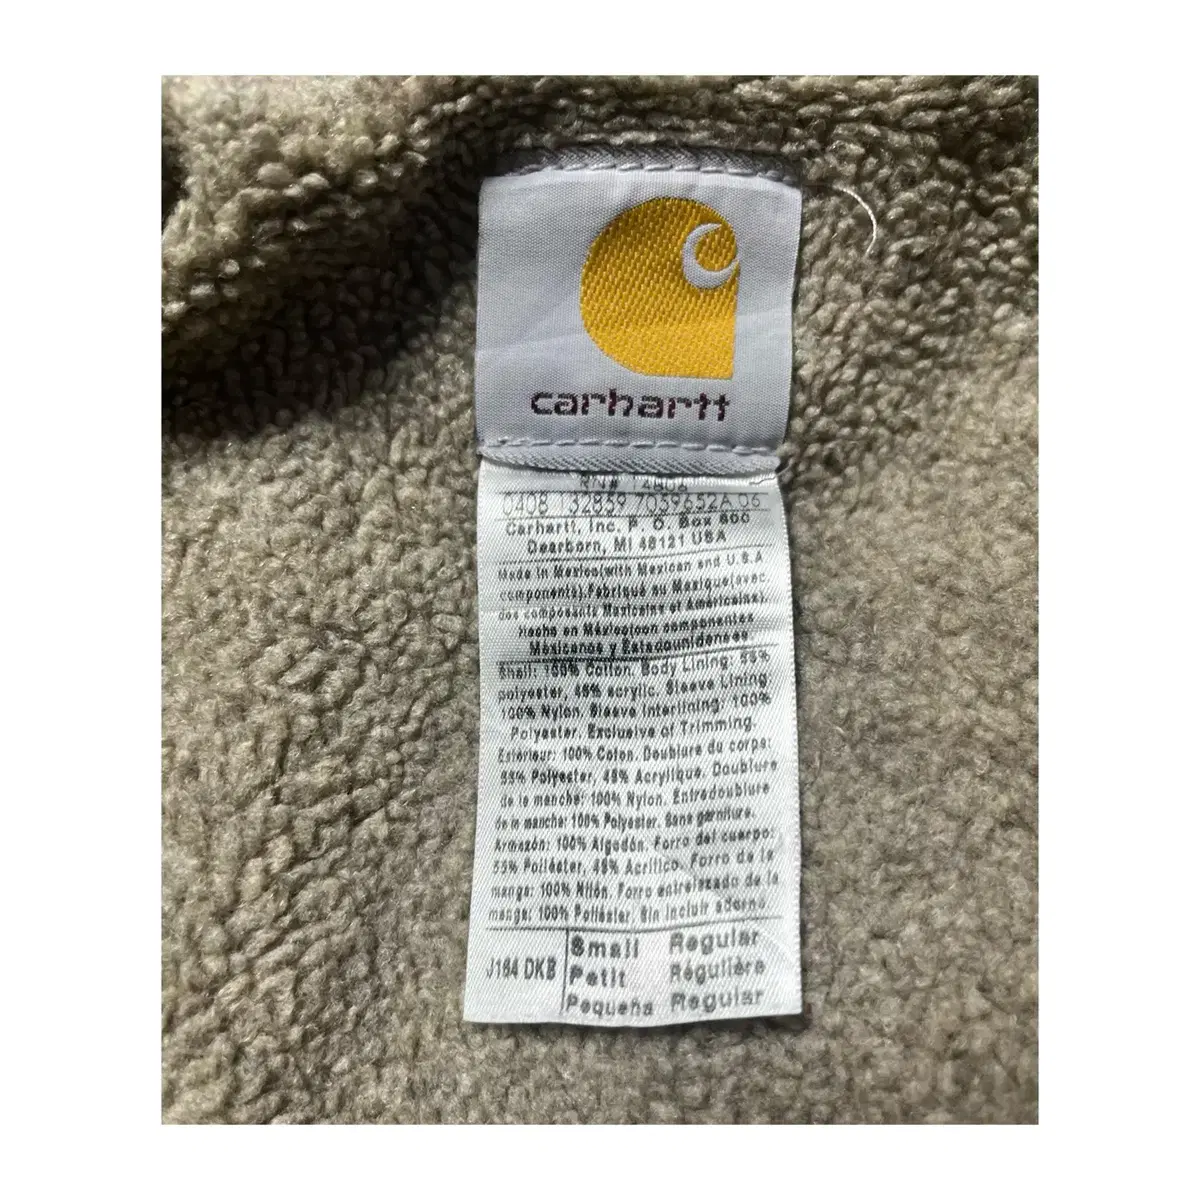 carhartt
RN# 14806
0408 132859 7039652A 06
Carhartt, Inc. P. O. Box 600
Dearborn, MI 48121 USA
Made in Mexico(with Mexican and U.S.A
components).Fabriqué au Mexique(avec
des composants Mexicains et Américains).
Hecho en México(con componentes
Mexicanos y Estadounidenses.
Shell: 100% Cotton. Body Lining: 55%
polyester, 45% acrylic. Sleeve Lining
100% Nylon. Sleeve Interlining: 100%
Polyester. Exclusive of Trimming.
Extérieur: 100% Coton. Doublure du corps:
55% Polyester, 45% Acrylique. Doublure
de la manche: 100% Nylon. Entredoublure
de la manche: 100% Polyester. Sans garniture.
Armazón: 100% Algodón. Forro del cuerpo:
55% Poliéster, 45% Acrílico. Forro de la
manga: 100% Nilón. Forro entrelazado de la
manga: 100% Poliéster. Sin incluir adorno.
J164 DKB
Small Regular
Petit Régulière
Pequeña Regular